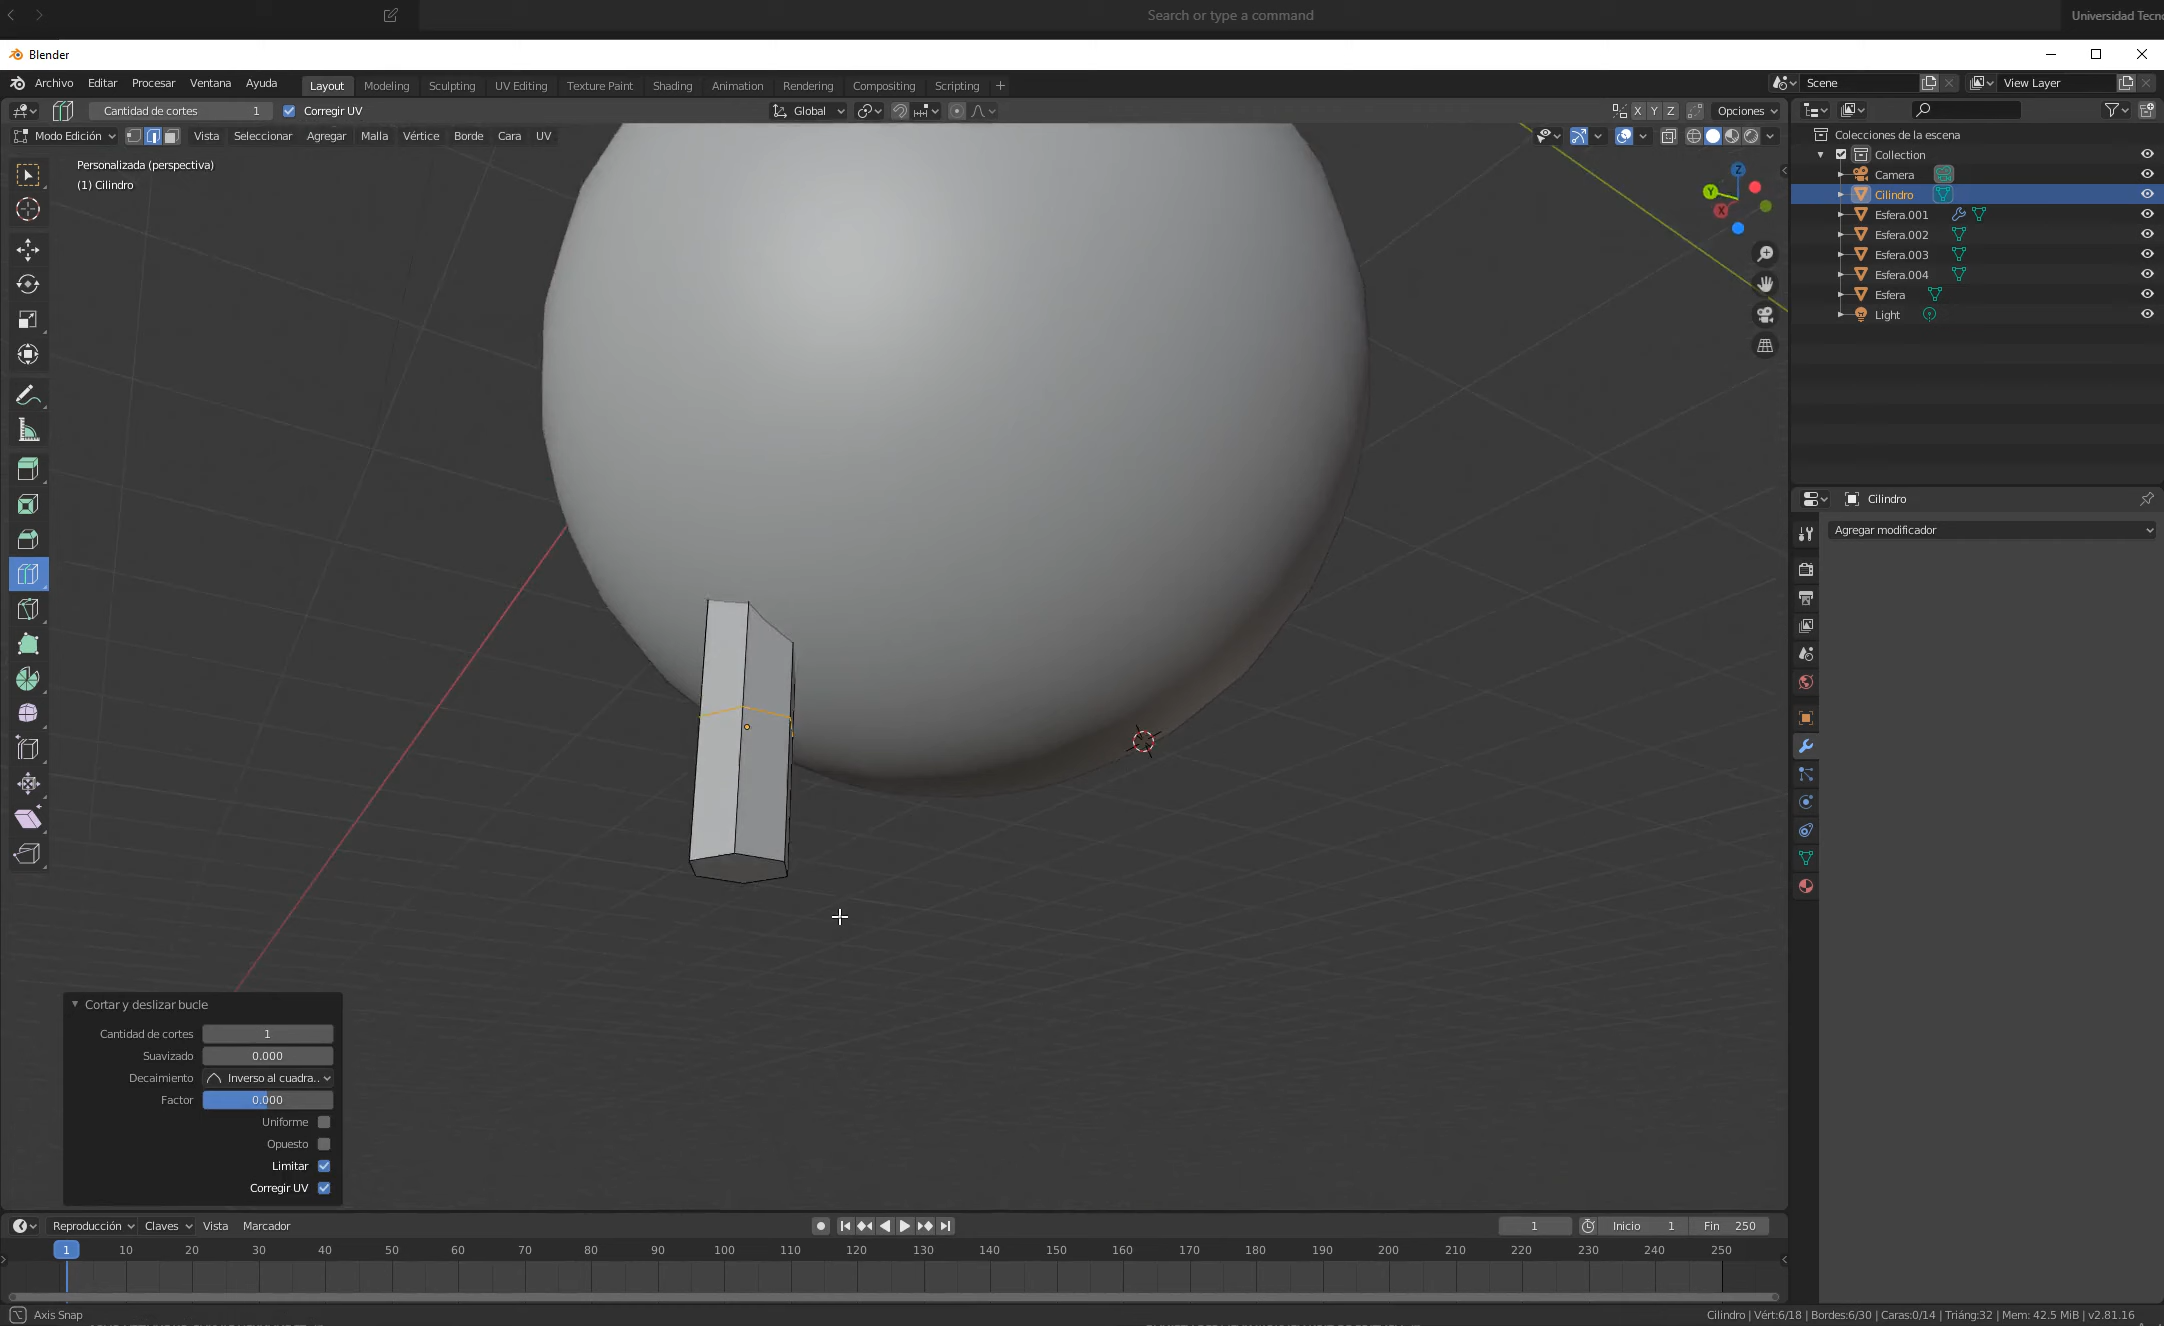 Search or type a command
Universidad Tecno
Blender
Archivo Editar Procesar Ventana Ayuda Layout Modeling Sculpting UV Editing Texture Paint Shading Animation Rendering Compositing Scripting + Scene View Layer
Cantidad de cortes 1 Corregir UV Global X Y Z Opciones
Modo Edición Vista Seleccionar Agregar Malla Vértice Borde Cara UV
Personalizada (perspectiva)
(1) Cilindro
Z
Y
X
Colecciones de la escena
Collection
Camera
Cilindro
Esfera.001
Esfera.002
Esfera.003
Esfera.004
Esfera
Light
Cilindro
Agregar modificador
Cortar y deslizar bucle
Cantidad de cortes 1
Suavizado 0.000
Decaimiento Inverso al cuadra..
Factor 0.000
Uniforme
Opuesto
Limitar
Corregir UV
Reproducción Claves Vista Marcador 1 Inicio 1 Fin 250
1 10 20 30 40 50 60 70 80 90 100 110 120 130 140 150 160 170 180 190 200 210 220 230 240 250
Axis Snap
Cilindro | Vért:6/18 | Bordes:6/30 | Caras:0/14 | Triáng:32 | Mem: 42.5 MiB | v2.81.16